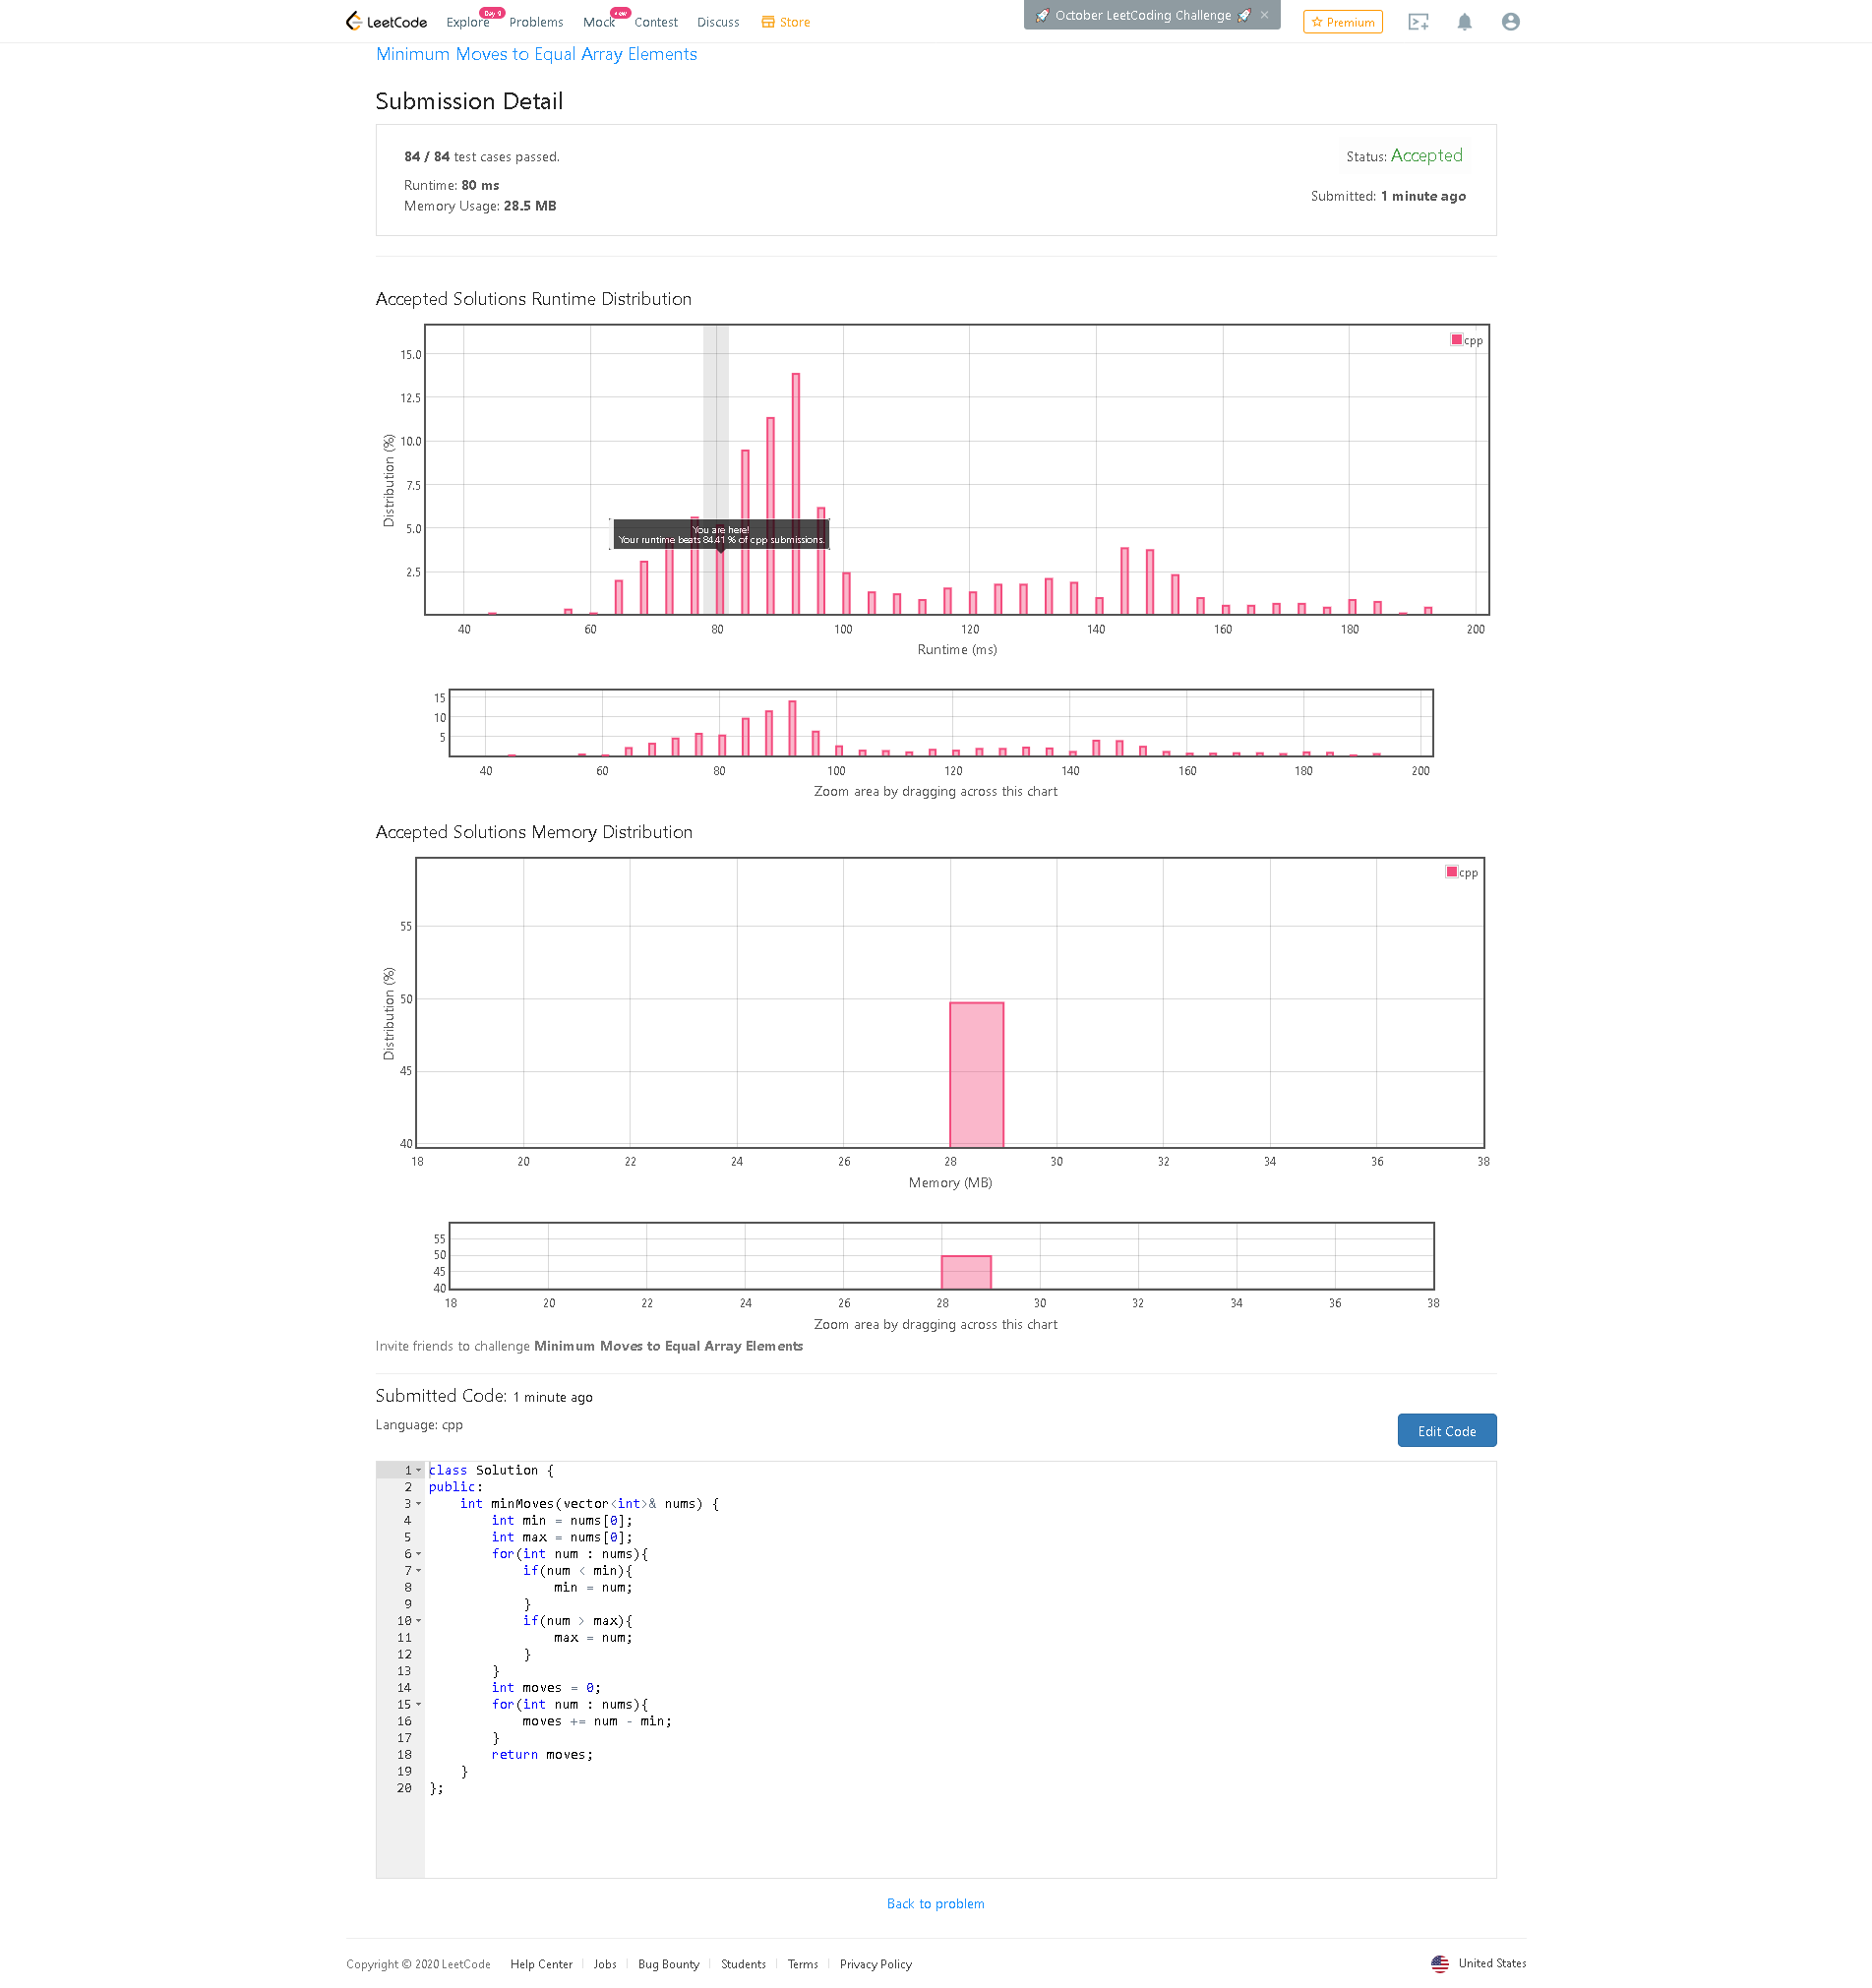 LeetCode Explore Day 9 Problems Mock New Contest Discuss Store 🚀 October LeetCoding Challenge 🚀 × Premium
Minimum Moves to Equal Array Elements
Submission Detail
84 / 84 test cases passed.
Status: Accepted
Runtime: 80 ms
Submitted: 1 minute ago
Memory Usage: 28.5 MB
Accepted Solutions Runtime Distribution
cpp
15.0
12.5
10.0
7.5
5.0
2.5
Distribution (%)
You are here!
Your runtime beats 84.41 % of cpp submissions.
40 60 80 100 120 140 160 180 200
Runtime (ms)
15
10
5
40 60 80 100 120 140 160 180 200
Zoom area by dragging across this chart
Accepted Solutions Memory Distribution
cpp
55
50
45
40
Distribution (%)
18 20 22 24 26 28 30 32 34 36 38
Memory (MB)
55
50
45
40
18 20 22 24 26 28 30 32 34 36 38
Zoom area by dragging across this chart
Invite friends to challenge Minimum Moves to Equal Array Elements
Submitted Code: 1 minute ago
Language: cpp
Edit Code
1 class Solution {
2 public:
3     int minMoves(vector<int>& nums) {
4         int min = nums[0];
5         int max = nums[0];
6         for(int num : nums){
7             if(num < min){
8                 min = num;
9             }
10             if(num > max){
11                 max = num;
12             }
13         }
14         int moves = 0;
15         for(int num : nums){
16             moves += num - min;
17         }
18         return moves;
19     }
20 };
Back to problem
Copyright © 2020 LeetCode Help Center | Jobs | Bug Bounty | Students | Terms | Privacy Policy United States